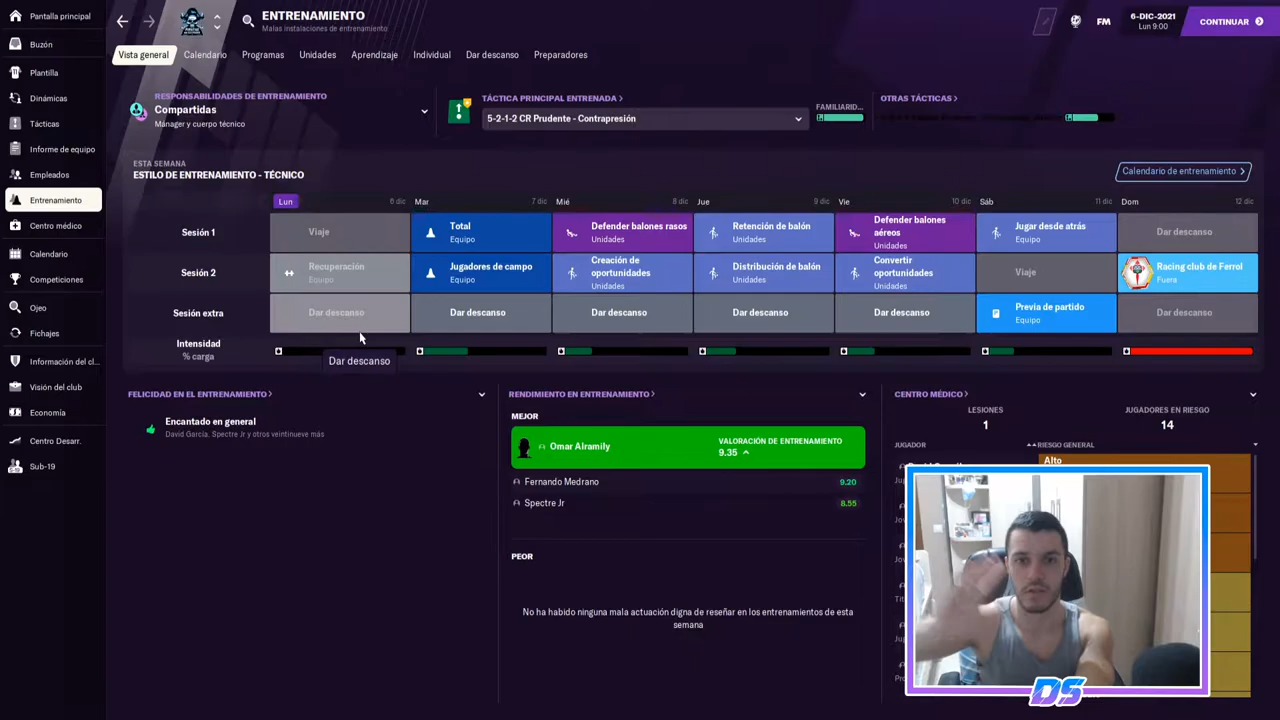 Pantalla principal
Buzón
Plantilla
Dinámicas
Tácticas
Informe de equipo
Empleados
Entrenamiento
Centro médico
Calendario
Competiciones
Ojeo
Fichajes
Información del cl...
Visión del club
Economía
Centro Desarr.
Sub-19
ENTRENAMIENTO
Malas instalaciones de entrenamiento
FM
6-DIC-2021
Lun 9:00
CONTINUAR
Vista general
Calendario
Programas
Unidades
Aprendizaje
Individual
Dar descanso
Preparadores
RESPONSABILIDADES DE ENTRENAMIENTO
Compartidas
Mánager y cuerpo técnico
TÁCTICA PRINCIPAL ENTRENADA
5-2-1-2 CR Prudente - Contrapresión
FAMILIARID...
OTRAS TÁCTICAS
ESTA SEMANA
ESTILO DE ENTRENAMIENTO - TÉCNICO
Calendario de entrenamiento
Lun
6 dic
Mar
7 dic
Mié
8 dic
Jue
9 dic
Vie
10 dic
Sáb
11 dic
Dom
12 dic
Sesión 1
Viaje
Total
Equipo
Defender balones rasos
Unidades
Retención de balón
Unidades
Defender balones
aéreos
Unidades
Jugar desde atrás
Equipo
Dar descanso
Sesión 2
Recuperación
Equipo
Jugadores de campo
Equipo
Creación de
oportunidades
Unidades
Distribución de balón
Unidades
Convertir
oportunidades
Unidades
Viaje
Racing club de Ferrol
Fuera
Sesión extra
Dar descanso
Dar descanso
Dar descanso
Dar descanso
Dar descanso
Previa de partido
Equipo
Dar descanso
Intensidad
% carga
Dar descanso
FELICIDAD EN EL ENTRENAMIENTO
Encantado en general
David García, Spectre Jr y otros veintinueve más
RENDIMIENTO EN ENTRENAMIENTO
MEJOR
Omar Alramily
VALORACIÓN DE ENTRENAMIENTO
9.35
Fernando Medrano
9.20
Spectre Jr
8.55
PEOR
No ha habido ninguna mala actuación digna de reseñar en los entrenamientos de esta
semana
CENTRO MÉDICO
LESIONES
1
JUGADORES EN RIESGO
14
JUGADOR
RIESGO GENERAL
Alto
DS